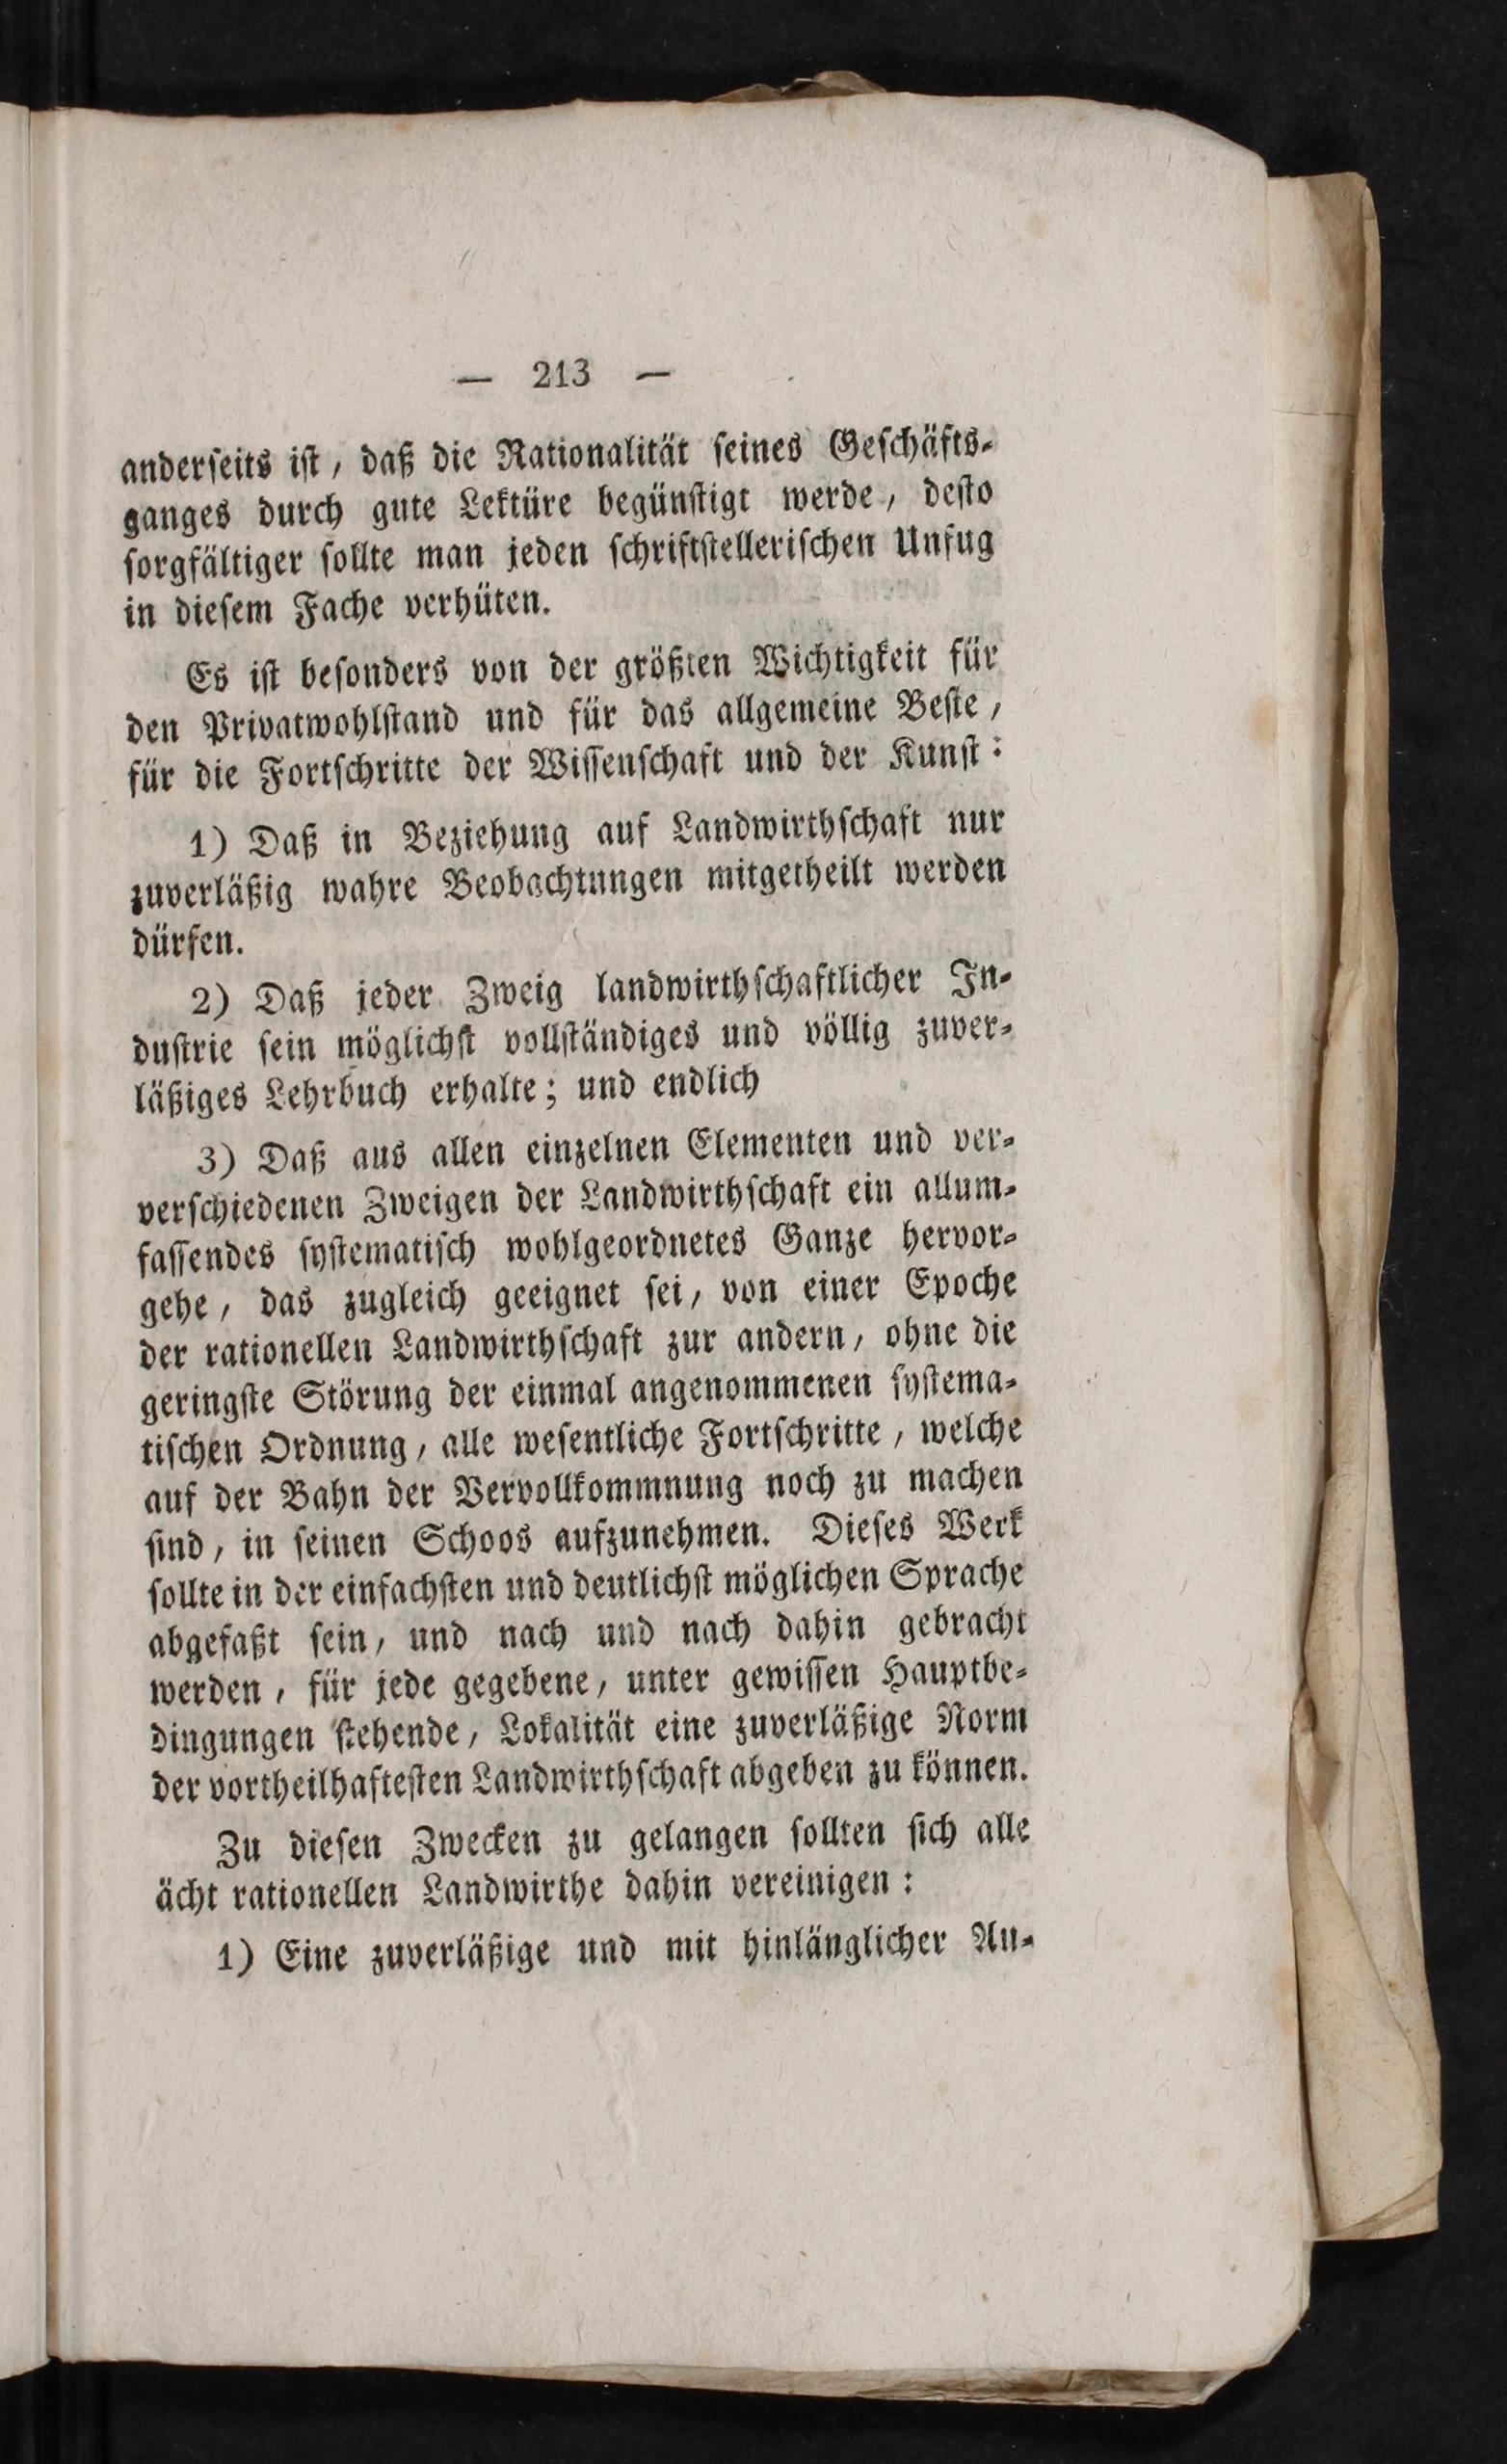 — 213 —
anderseits ist, daß die Rationalität seines Geschäfts-
ganges durch gute Lektüre begünstigt werde, desto
sorgfältiger sollte man jeden schriftstellerischen Unfug
in diesem Fache verhüten.
Es ist besonders von der größten Wichtigkeit für
den Privatwohlstand und für das allgemeine Beste,
für die Fortschritte der Wissenschaft und der Kunst:
1) Daß in Beziehung auf Landwirthschaft nur
zuverläßig wahre Beobachtungen mitgetheilt werden
dürfen.
2) Daß jeder Zweig landwirthschaftlicher In-
dustrie sein möglichst vollständiges und völlig zuver-
läßiges Lehrbuch erhalte; und endlich
3) Daß aus allen einzelnen Elementen und ver-
verschiedenen Zweigen der Landwirthschaft ein allum-
fassendes systematisch wohlgeordnetes Ganze hervor-
gehe, das zugleich geeignet sei, von einer Epoche
der rationellen Landwirthschaft zur andern, ohne die
geringste Störung der einmal angenommenen systema-
tischen Ordnung, alle wesentliche Fortschritte, welche
auf der Bahn der Vervollkommnung noch zu machen
sind, in seinen Schoos aufzunehmen. Dieses Werk
sollte in der einfachsten und deutlichst möglichen Sprache
abgefaßt sein, und nach und nach dahin gebracht
werden, für jede gegebene, unter gewissen Hauptbe-
dingungen stehende, Lokalität eine zuverläßige Norm
der vortheilhaftesten Landwirthschaft abgeben zu können.
Zu diesen Zwecken zu gelangen sollten sich alle
ächt rationellen Landwirthe dahin vereinigen:
1) Eine zuverläßige und mit hinlänglicher An-